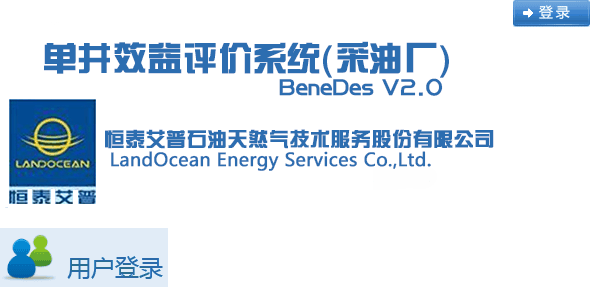 登录
单井效益评价系统(采油厂)
BeneDes V2.0
LANDOCEAN
恒泰艾普
恒泰艾普石油天然气技术服务股份有限公司
LandOcean Energy Services Co.,Ltd.
用户登录